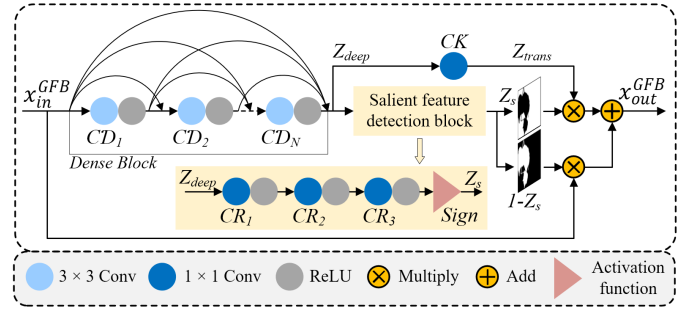 Z_deep CK Z_trans
x_in^GFB x_out^GFB
Salient feature
detection block
Z_s
CD_1 CD_2 CD_N
Dense Block
1-Z_s
Z_deep Z_s
CR_1 CR_2 CR_3 Sign
3 × 3 Conv 1 × 1 Conv ReLU Multiply Add Activation
function